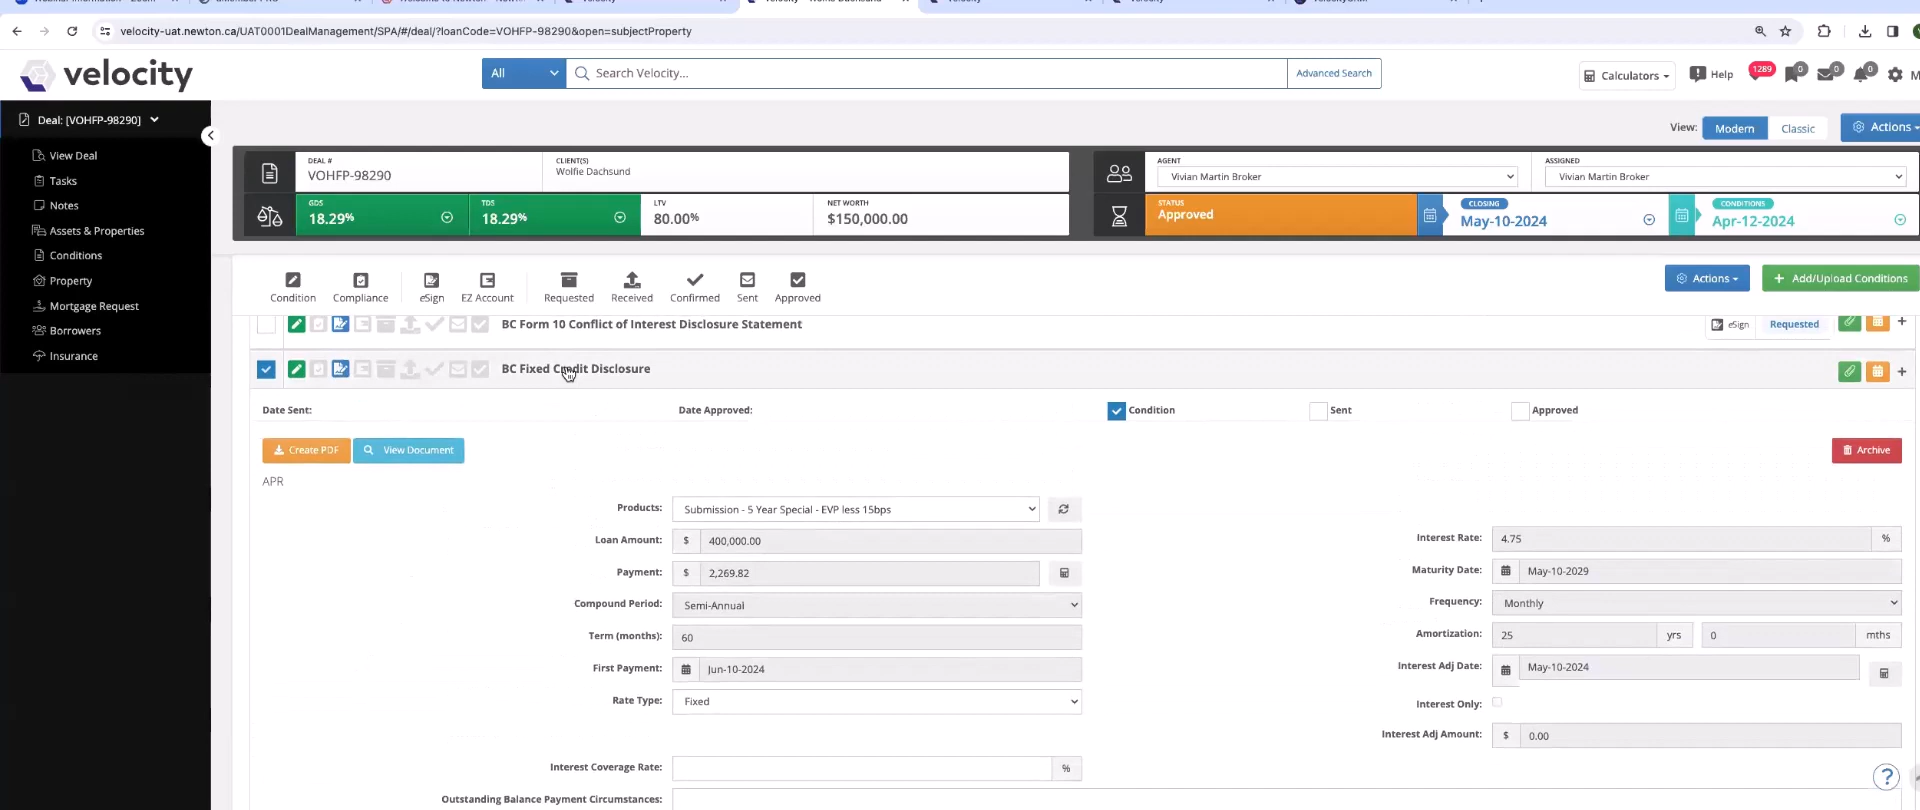 velocity-uat.newton.ca/UAT0001DealManagement/SPA/#/deal/?loanCode=VOHFP-98290&open=subjectProperty
velocity
All
Search Velocity...
Advanced Search
Calculators
Help
1289
0
0
0
Deal: [VOHFP-98290]
View Deal
Tasks
Notes
Assets & Properties
Conditions
Property
Mortgage Request
Borrowers
Insurance
View:
Modern
Classic
Actions
DEAL #
VOHFP-98290
CLIENT(S)
Wolfie Dachsund
AGENT
Vivian Martin Broker
ASSIGNED
Vivian Martin Broker
GDS
18.29%
TDS
18.29%
LTV
80.00%
NET WORTH
$150,000.00
STATUS
Approved
CLOSING
May-10-2024
CONDITIONS
Apr-12-2024
Condition
Compliance
eSign
EZ Account
Requested
Received
Confirmed
Sent
Approved
Actions
+ Add/Upload Conditions
BC Form 10 Conflict of Interest Disclosure Statement
eSign
Requested
+
BC Fixed Credit Disclosure
+
Date Sent:
Date Approved:
Condition
Sent
Approved
Create PDF
View Document
Archive
APR
Products:
Submission - 5 Year Special - EVP less 15bps
Loan Amount:
$ 400,000.00
Interest Rate:
4.75 %
Payment:
$ 2,269.82
Maturity Date:
May-10-2029
Compound Period:
Semi-Annual
Frequency:
Monthly
Term (months):
60
Amortization:
25 yrs 0 mths
First Payment:
Jun-10-2024
Interest Adj Date:
May-10-2024
Rate Type:
Fixed
Interest Only:
Interest Adj Amount:
$ 0.00
Interest Coverage Rate:
%
Outstanding Balance Payment Circumstances:
?